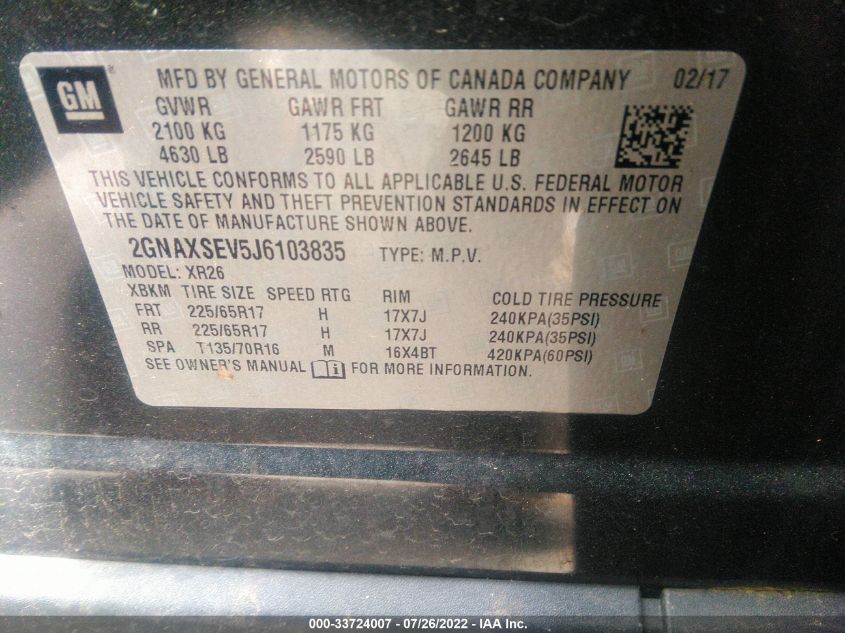 GM ® MFD BY GENERAL MOTORS OF CANADA COMPANY 02/17
GVWR GAWR FRT GAWR RR
2100 KG 1175 KG 1200 KG
4630 LB 2590 LB 2645 LB
THIS VEHICLE CONFORMS TO ALL APPLICABLE U.S. FEDERAL MOTOR
VEHICLE SAFETY AND THEFT PREVENTION STANDARDS IN EFFECT ON
THE DATE OF MANUFACTURE SHOWN ABOVE.
2GNAXSEV5J6103835 TYPE: M.P.V.
MODEL: XR26
XBKM TIRE SIZE SPEED RTG RIM COLD TIRE PRESSURE
FRT 225/65R17 H 17X7J 240KPA(35PSI)
RR 225/65R17 H 17X7J 240KPA(35PSI)
SPA T135/70R16 M 16X4BT 420KPA(60PSI)
SEE OWNER'S MANUAL FOR MORE INFORMATION.
000-33724007 - 07/26/2022 - IAA Inc.